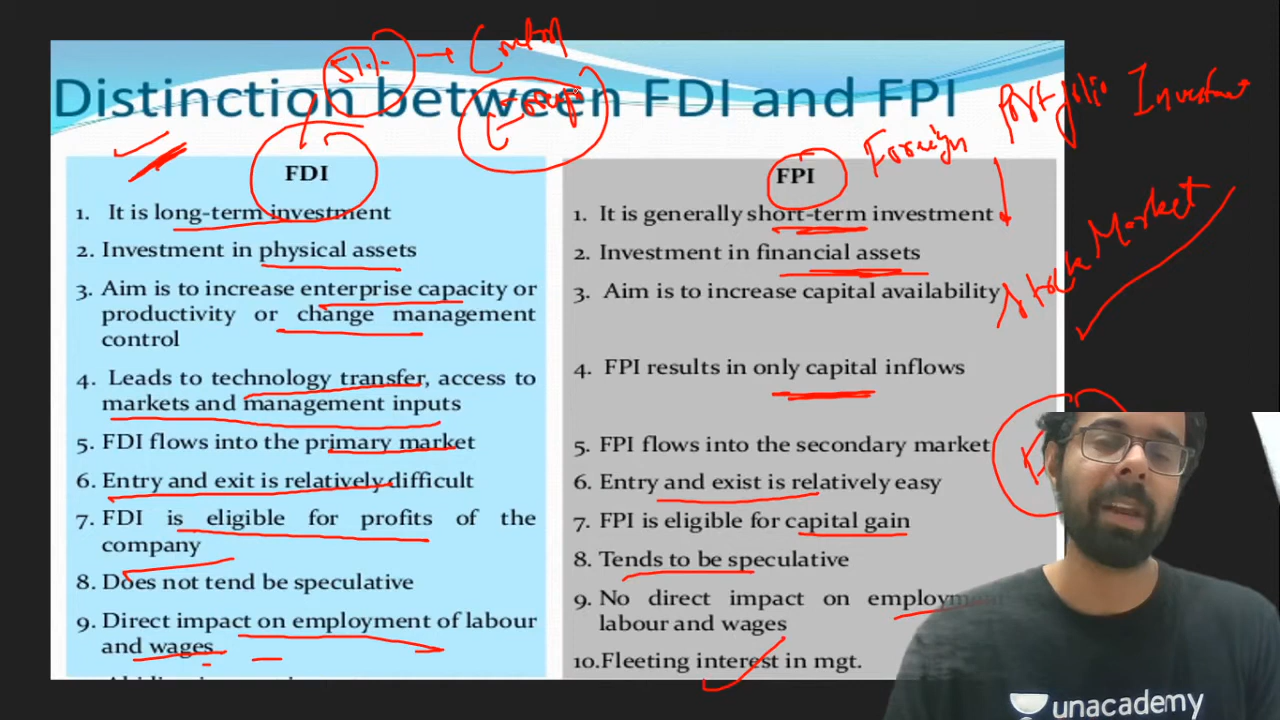 51% → Control
Distinction between FDI and FPI
Portfolio Investment
Foreign
FDI
1. It is long-term investment
2. Investment in physical assets
3. Aim is to increase enterprise capacity or
productivity or change management
control
4. Leads to technology transfer, access to
markets and management inputs
5. FDI flows into the primary market
6. Entry and exit is relatively difficult
7. FDI is eligible for profits of the
company
8. Does not tend be speculative
9. Direct impact on employment of labour
and wages
FPI
1. It is generally short-term investment
2. Investment in financial assets
3. Aim is to increase capital availability
4. FPI results in only capital inflows
5. FPI flows into the secondary market
6. Entry and exist is relatively easy
7. FPI is eligible for capital gain
8. Tends to be speculative
9. No direct impact on employment
labour and wages
10.Fleeting interest in mgt.
Stock Market
unacademy